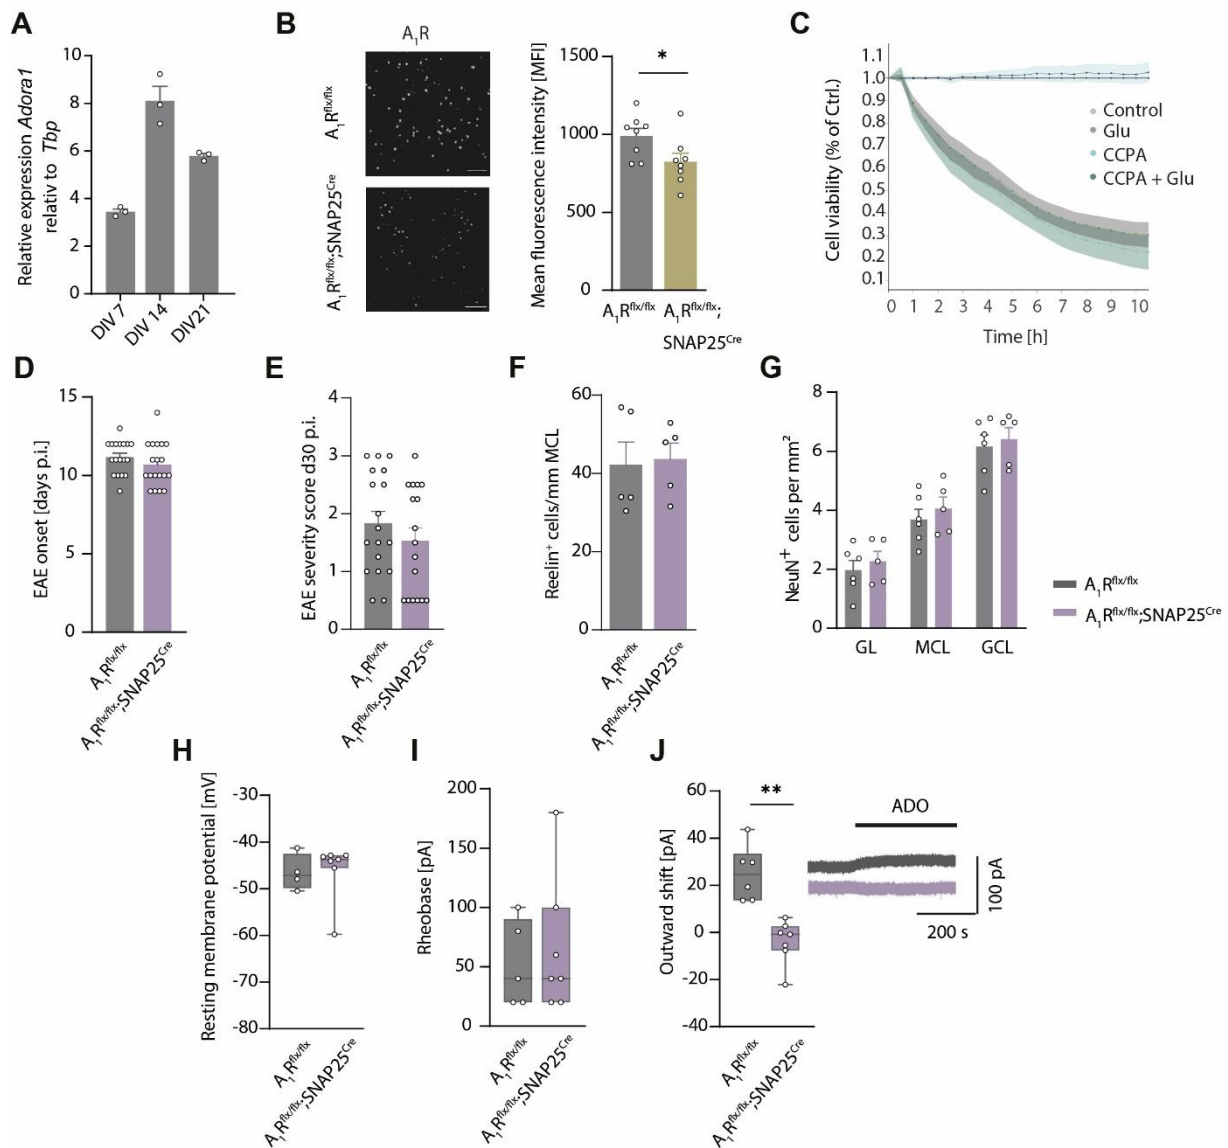 A
Relative expression Adora1
relativ to Tbp
10
8
6
4
2
0
DIV 7
DIV 14
DIV21
B
A₁R
A₁Rflx/flx
A₁Rflx/flx;SNAP25Cre
Mean fluorescence intensity [MFI]
1500
1000
500
0
*
A₁Rflx/flx
A₁Rflx/flx;
SNAP25Cre
C
Cell viability (% of Ctrl.)
1.1
1.0
0.9
0.8
0.7
0.6
0.5
0.4
0.3
0.2
0.1
0 1 2 3 4 5 6 7 8 9 10
Time [h]
Control
Glu
CCPA
CCPA + Glu
D
EAE onset [days p.i.]
15
10
5
0
A₁Rflx/flx
A₁Rflx/flx;SNAP25Cre
E
EAE severity score d30 p.i.
4
3
2
1
0
A₁Rflx/flx
A₁Rflx/flx;SNAP25Cre
F
Reelin⁺ cells/mm MCL
60
40
20
0
A₁Rflx/flx
A₁Rflx/flx;SNAP25Cre
G
NeuN⁺ cells per mm²
8
6
4
2
0
GL MCL GCL
A₁Rflx/flx
A₁Rflx/flx;SNAP25Cre
H
Resting membrane potential [mV]
-30
-40
-50
-60
-70
-80
A₁Rflx/flx
A₁Rflx/flx;SNAP25Cre
I
Rheobase [pA]
200
150
100
50
0
A₁Rflx/flx
A₁Rflx/flx;SNAP25Cre
J
Outward shift [pA]
60
40
20
0
-20
-40
**
A₁Rflx/flx
A₁Rflx/flx;SNAP25Cre
ADO
100 pA
200 s